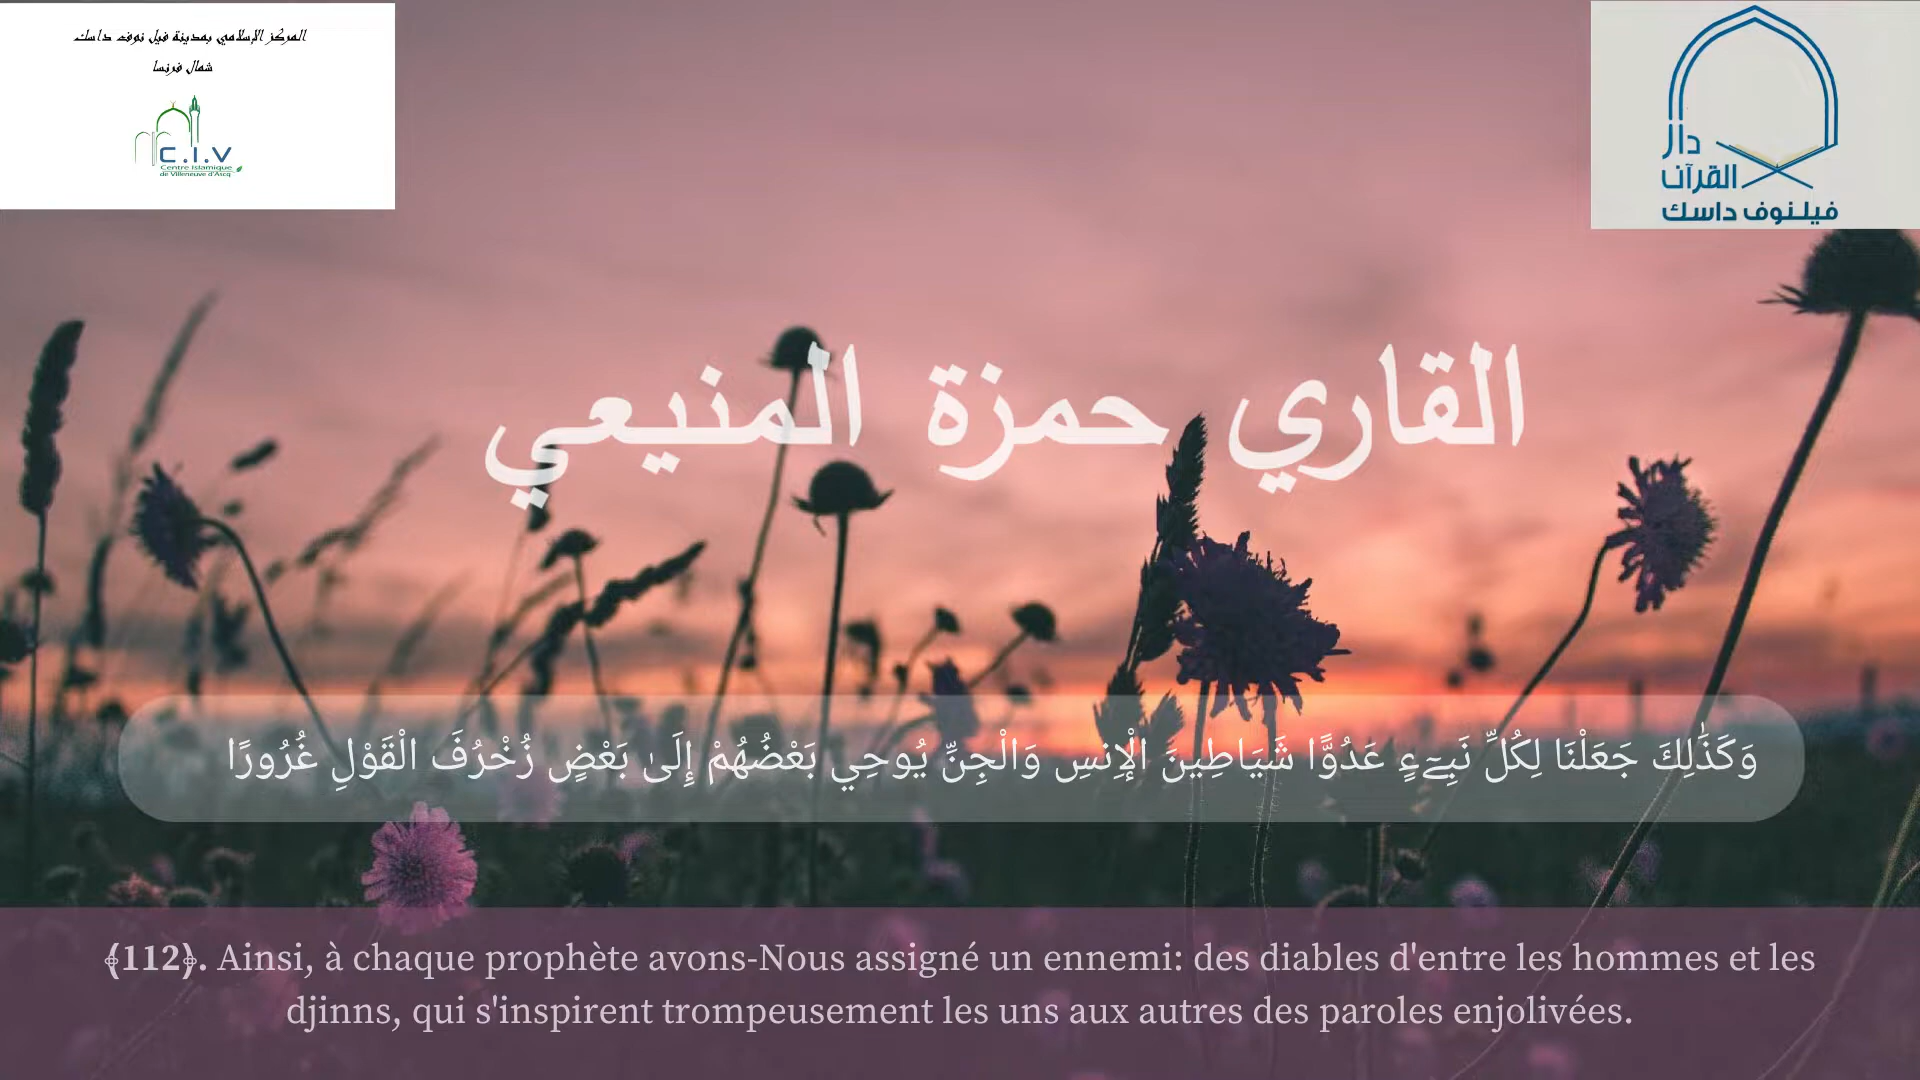 المركز الإسلامي بمدينة فيل نوف داسك
شمال فرنسا
C.I.V
Centre Islamique
de Villeneuve d'Ascq
دار
القرآن
فيلنوف داسك
القاري حمزة المنيعي
وَكَذَٰلِكَ جَعَلْنَا لِكُلِّ نَبِيٓءٍ عَدُوًّا شَيَاطِينَ الْإِنسِ وَالْجِنِّ يُوحِي بَعْضُهُمْ إِلَىٰ بَعْضٍ زُخْرُفَ الْقَوْلِ غُرُورًا
﴾112﴿. Ainsi, à chaque prophète avons-Nous assigné un ennemi: des diables d'entre les hommes et les
djinns, qui s'inspirent trompeusement les uns aux autres des paroles enjolivées.